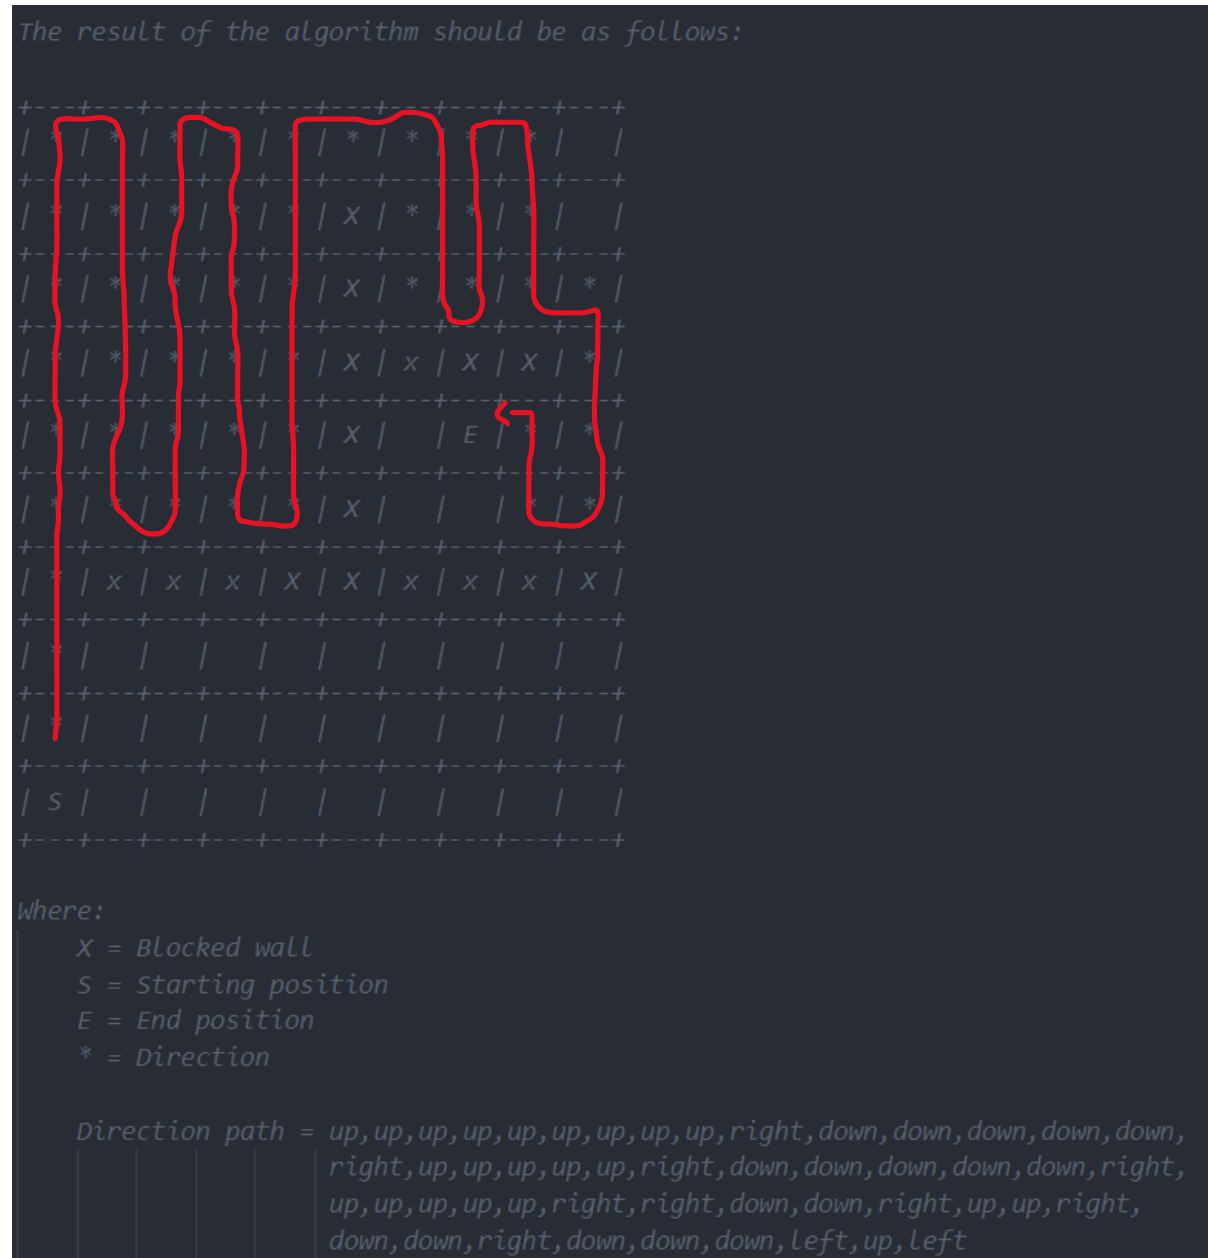 The result of the algorithm should be as follows:
+---+---+---+---+---+---+---+---+---+---+
| * | * | * | * | * | * | * | * | * |   |
+---+---+---+---+---+---+---+---+---+---+
| * | * | * | * | * | X | * | * | * |   |
+---+---+---+---+---+---+---+---+---+---+
| * | * | * | * | * | X | * | * | * | * |
+---+---+---+---+---+---+---+---+---+---+
| * | * | * | * | * | X | x | X | X | * |
+---+---+---+---+---+---+---+---+---+---+
| * | * | * | * | * | X |   | E | * | * |
+---+---+---+---+---+---+---+---+---+---+
| * | * | * | * | * | X |   |   | * | * |
+---+---+---+---+---+---+---+---+---+---+
| * | x | x | x | X | X | x | x | x | X |
+---+---+---+---+---+---+---+---+---+---+
| * |   |   |   |   |   |   |   |   |   |
+---+---+---+---+---+---+---+---+---+---+
| * |   |   |   |   |   |   |   |   |   |
+---+---+---+---+---+---+---+---+---+---+
| S |   |   |   |   |   |   |   |   |   |
+---+---+---+---+---+---+---+---+---+---+
Where:
X = Blocked wall
S = Starting position
E = End position
* = Direction
Direction path = up,up,up,up,up,up,up,up,up,right,down,down,down,down,down,
right,up,up,up,up,up,right,down,down,down,down,down,right,
up,up,up,up,up,right,right,down,down,right,up,up,right,
down,down,right,down,down,down,left,up,left